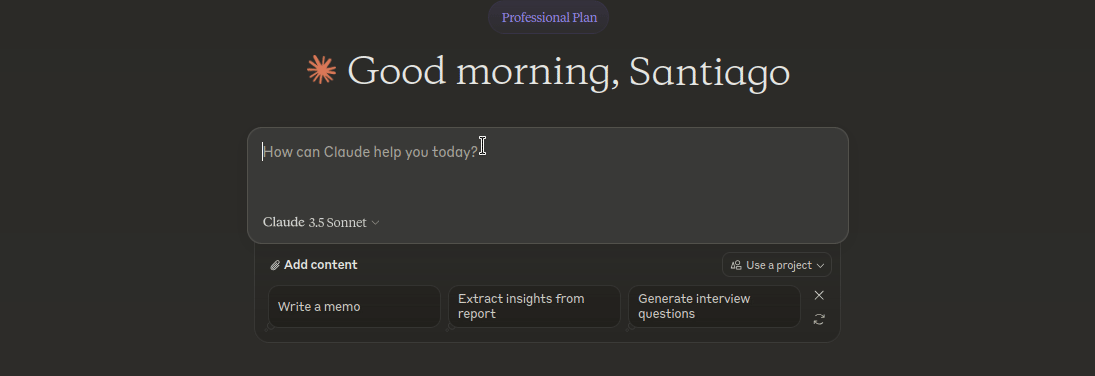 Professional Plan
Good morning, Santiago
How can Claude help you today?
Claude 3.5 Sonnet
Add content
Use a project
Write a memo
Extract insights from
report
Generate interview
questions